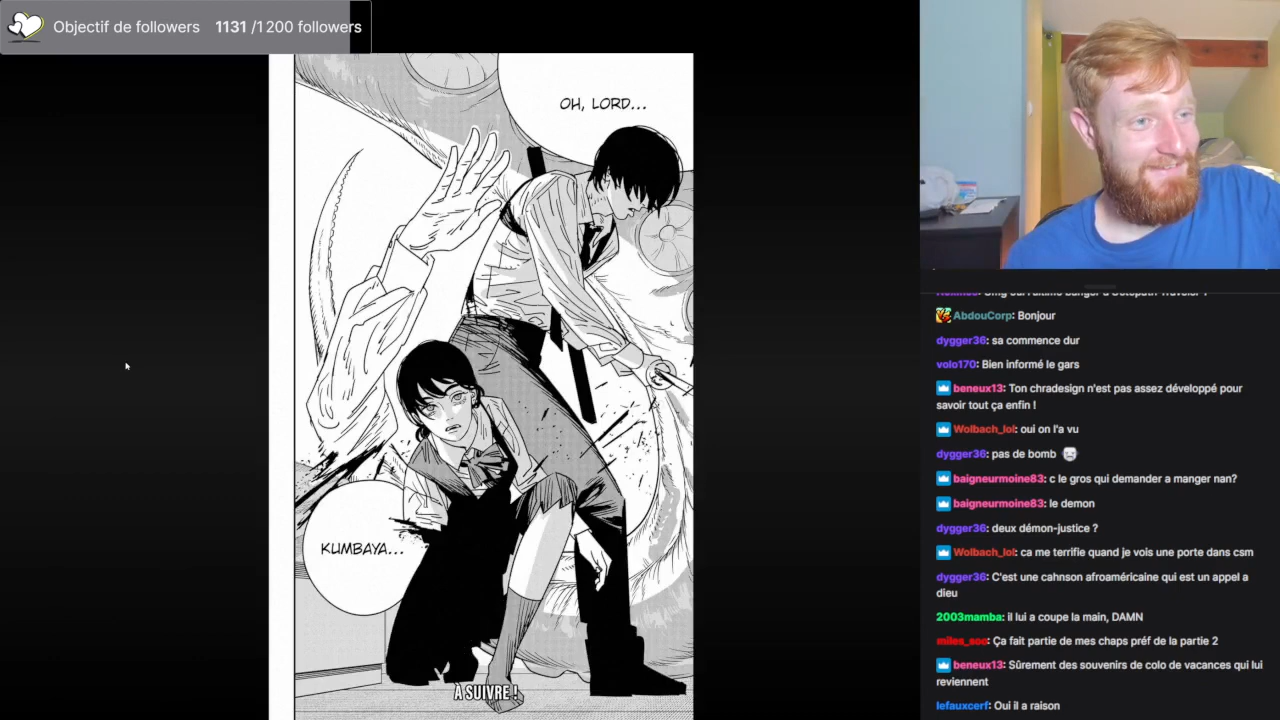 Objectif de followers 1131 /1 200 followers
OH, LORD...
KUMBAYA...
À SUIVRE !
AbdouCorp: Bonjour
dygger36: sa commence dur
volo170: Bien informé le gars
beneux13: Ton chradesign n'est pas assez développé pour
savoir tout ça enfin !
Wolbach_lol: oui on l'a vu
dygger36: pas de bomb
baigneurmoine83: c le gros qui demander a manger nan?
baigneurmoine83: le demon
dygger36: deux démon-justice ?
Wolbach_lol: ca me terrifie quand je vois une porte dans csm
dygger36: C'est une cahnson afroaméricaine qui est un appel a
dieu
2003mamba: il lui a coupe la main, DAMN
miles_soo: Ça fait partie de mes chaps préf de la partie 2
beneux13: Sûrement des souvenirs de colo de vacances qui lui
reviennent
lefauxcerf: Oui il a raison